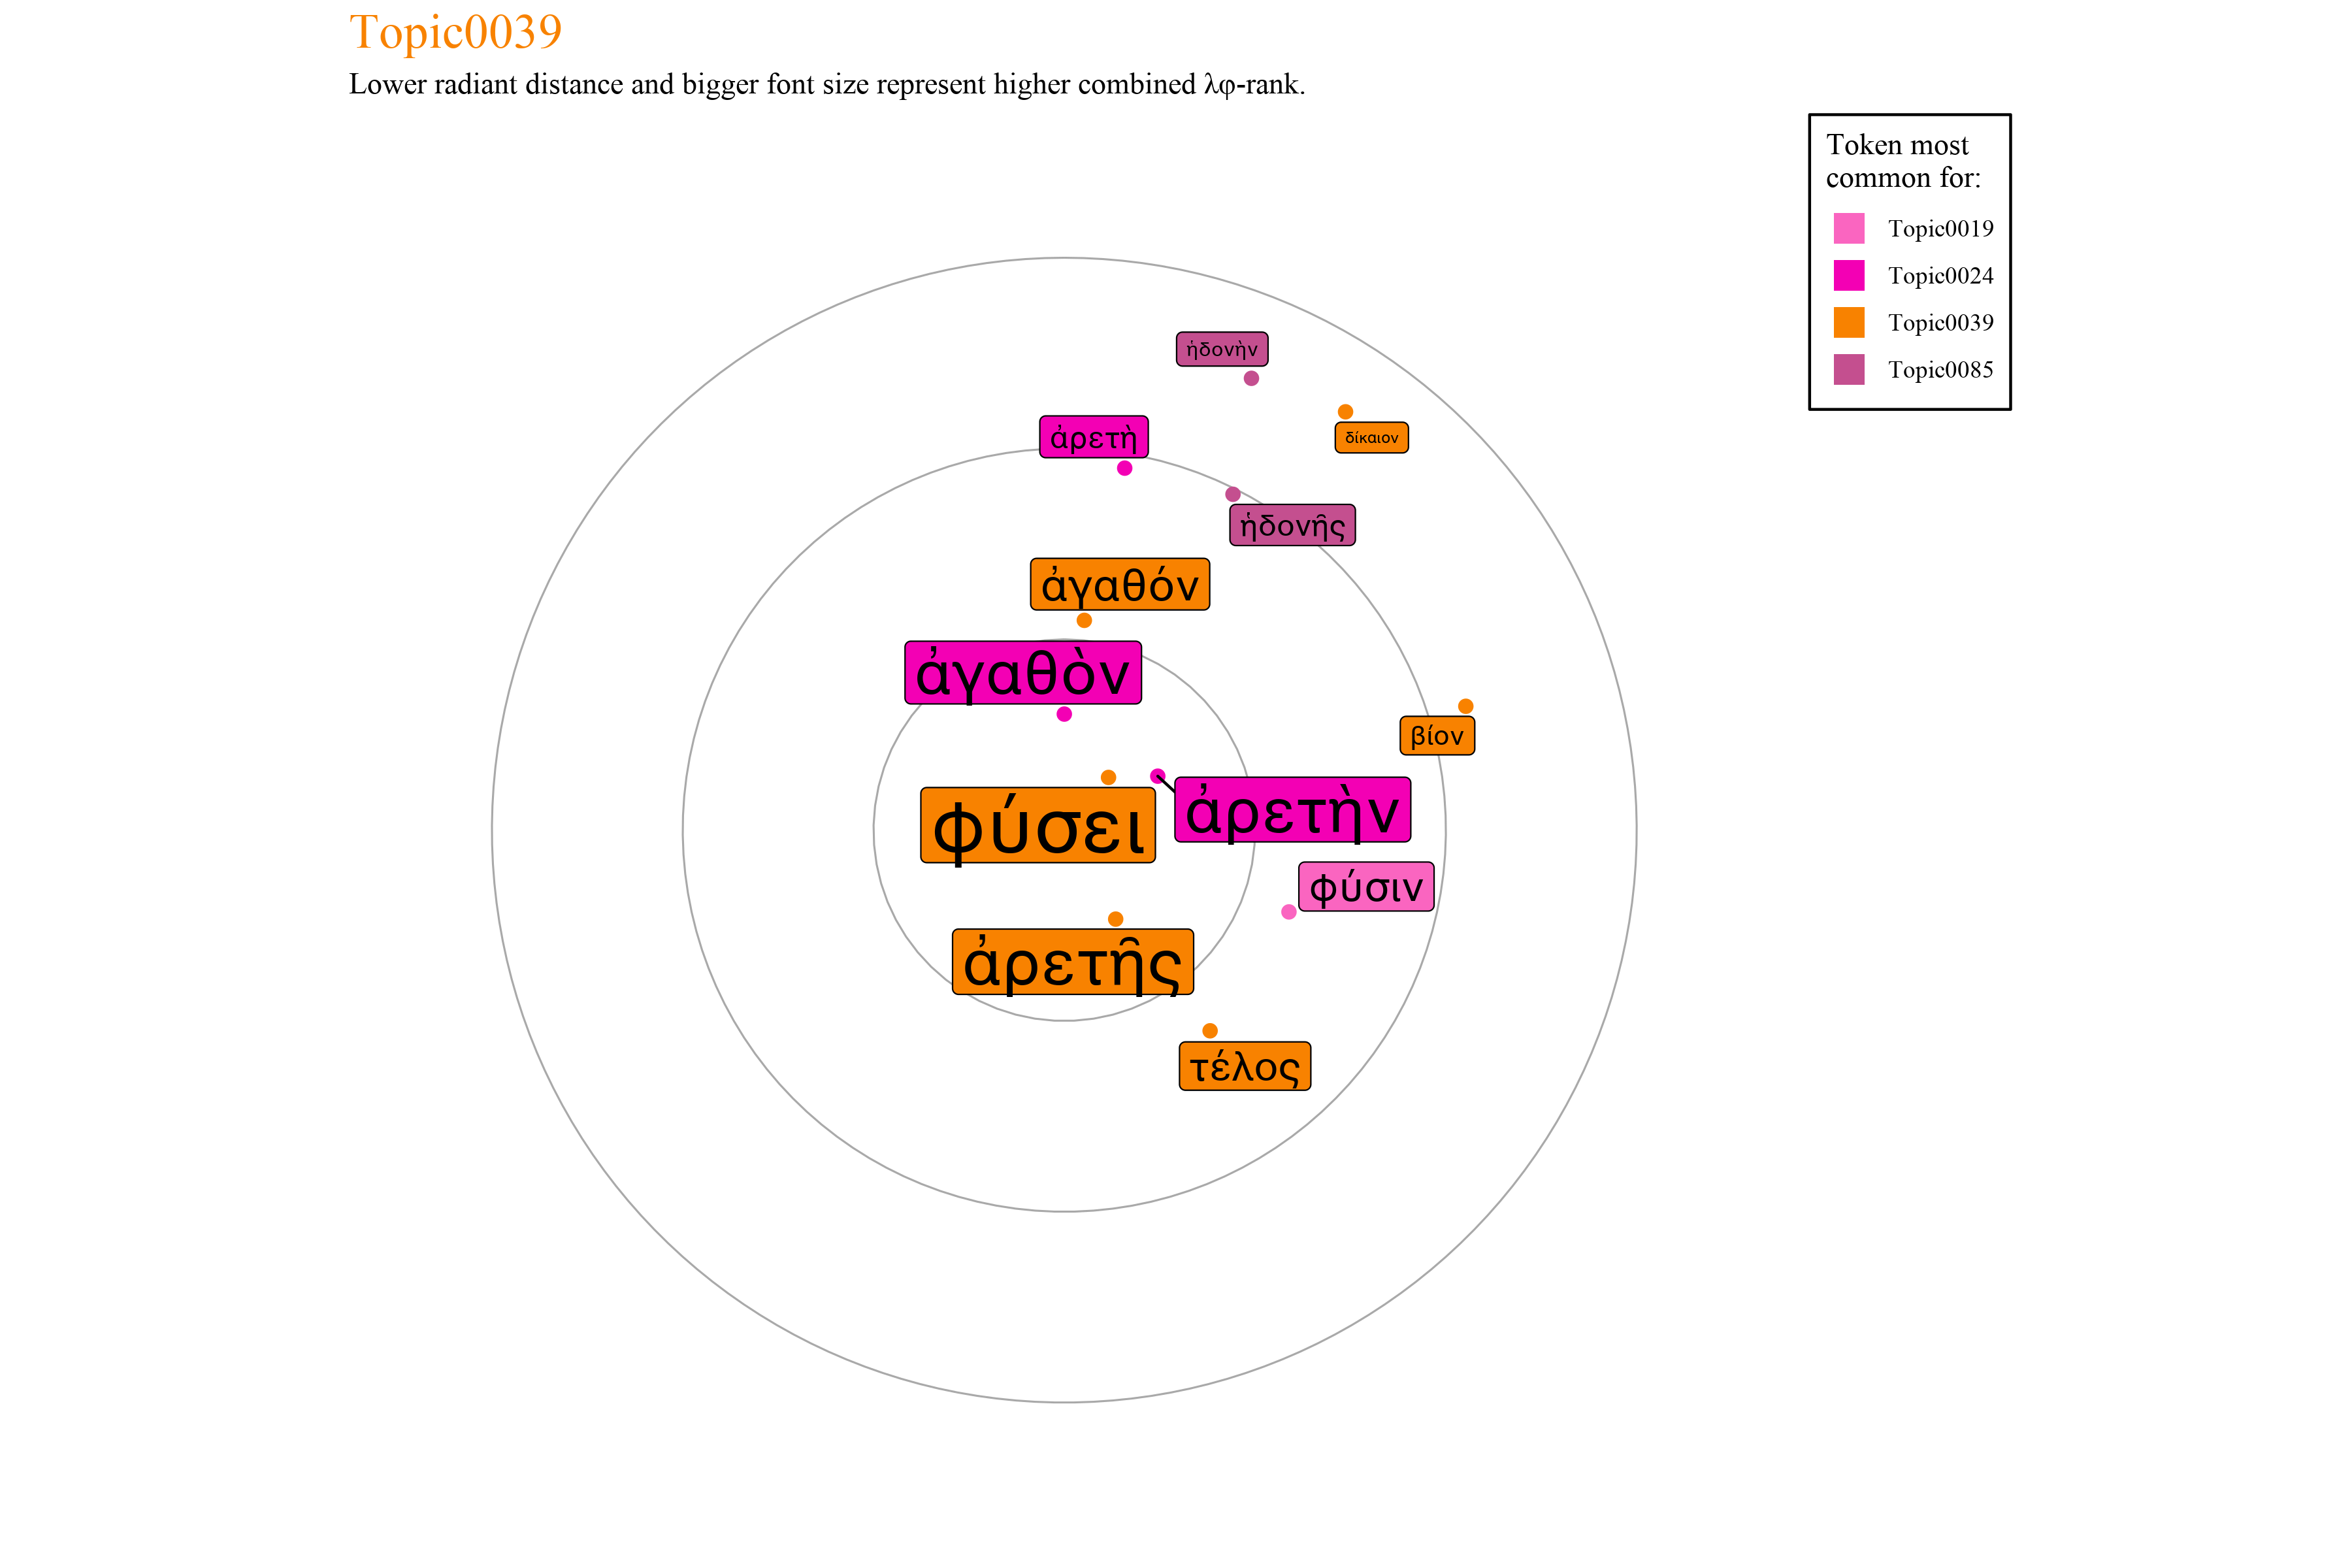 Topic0039
Lower radiant distance and bigger font size represent higher combined λφ-rank.
Token most
common for:
Topic0019
Topic0024
Topic0039
Topic0085
ἡδονὴν
δίκαιον
ἀρετὴ
ἡδονῆς
ἀγαθόν
ἀγαθὸν
βίον
φύσει
ἀρετὴν
φύσιν
ἀρετῆς
τέλος